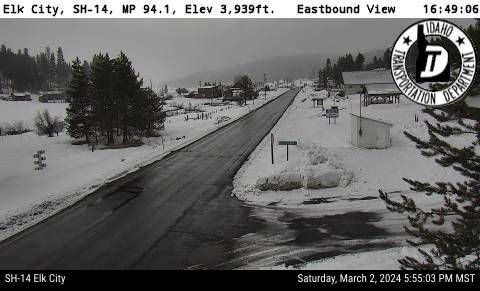 Elk City, SH-14, MP 94.1, Elev 3,939ft. Eastbound View 16:49:06
IDAHO
TRANSPORTATION DEPARTMENT
SH-14 Elk City Saturday, March 2, 2024 5:55:03 PM MST